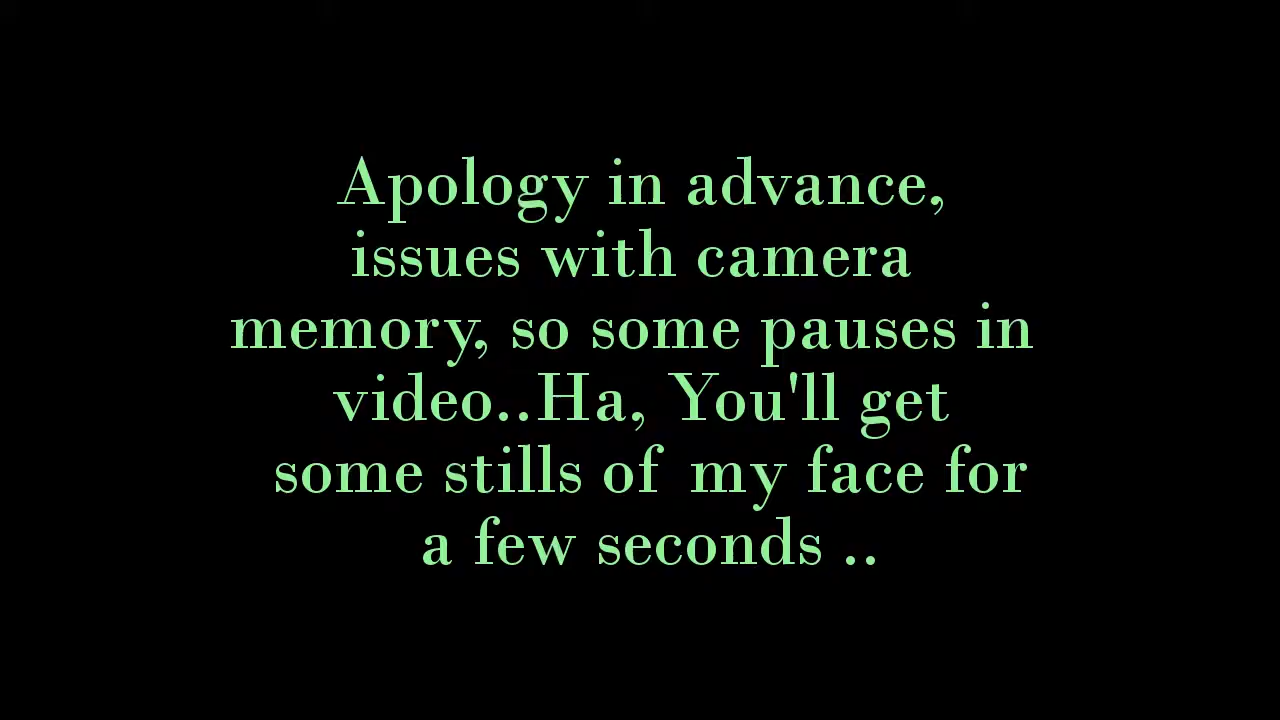 Apology in advance,
issues with camera
memory, so some pauses in
video..Ha, You'll get
some stills of my face for
a few seconds ..